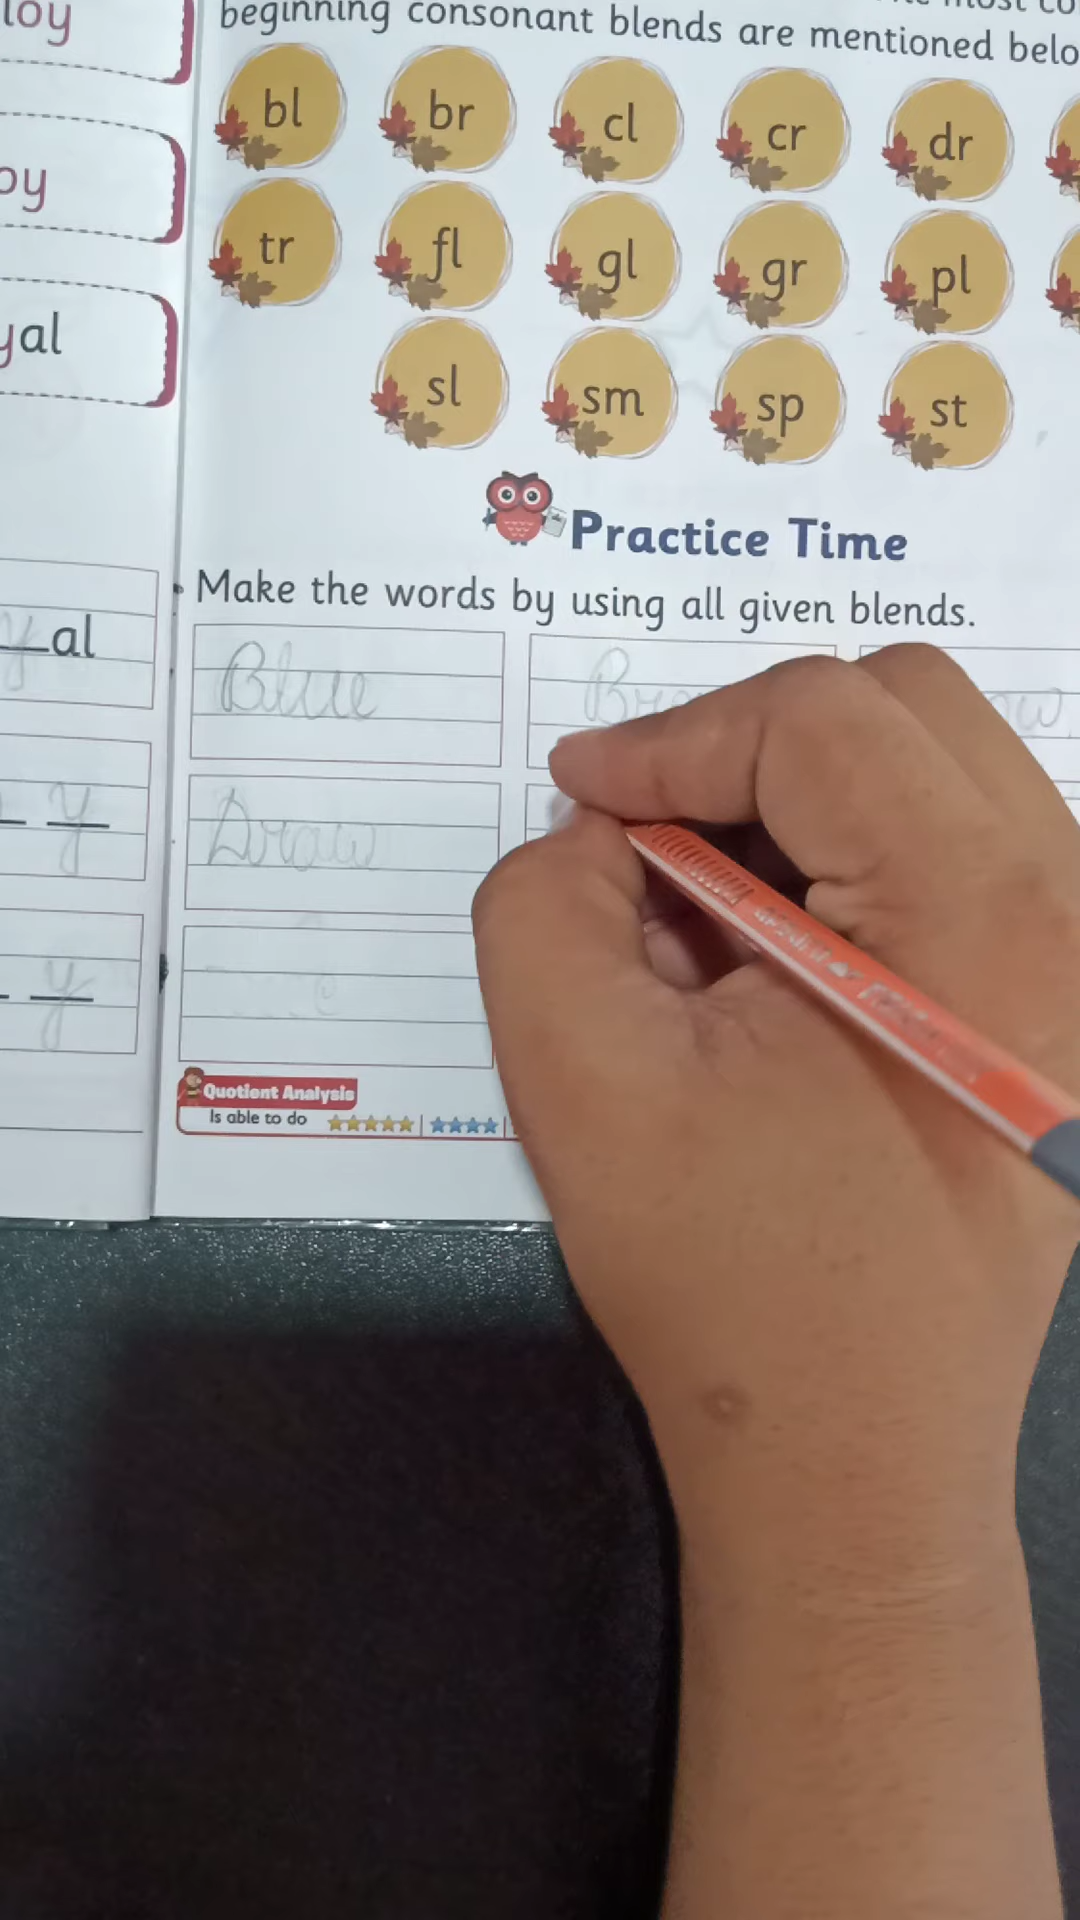 loy
beginning consonant blends are mentioned belo
bl br cl cr dr
oy
tr fl gl gr pl
yal
sl sm sp st
Practice Time
Make the words by using all given blends.
y al
Blue
y
Draw
y
Quotient Analysis
Is able to do